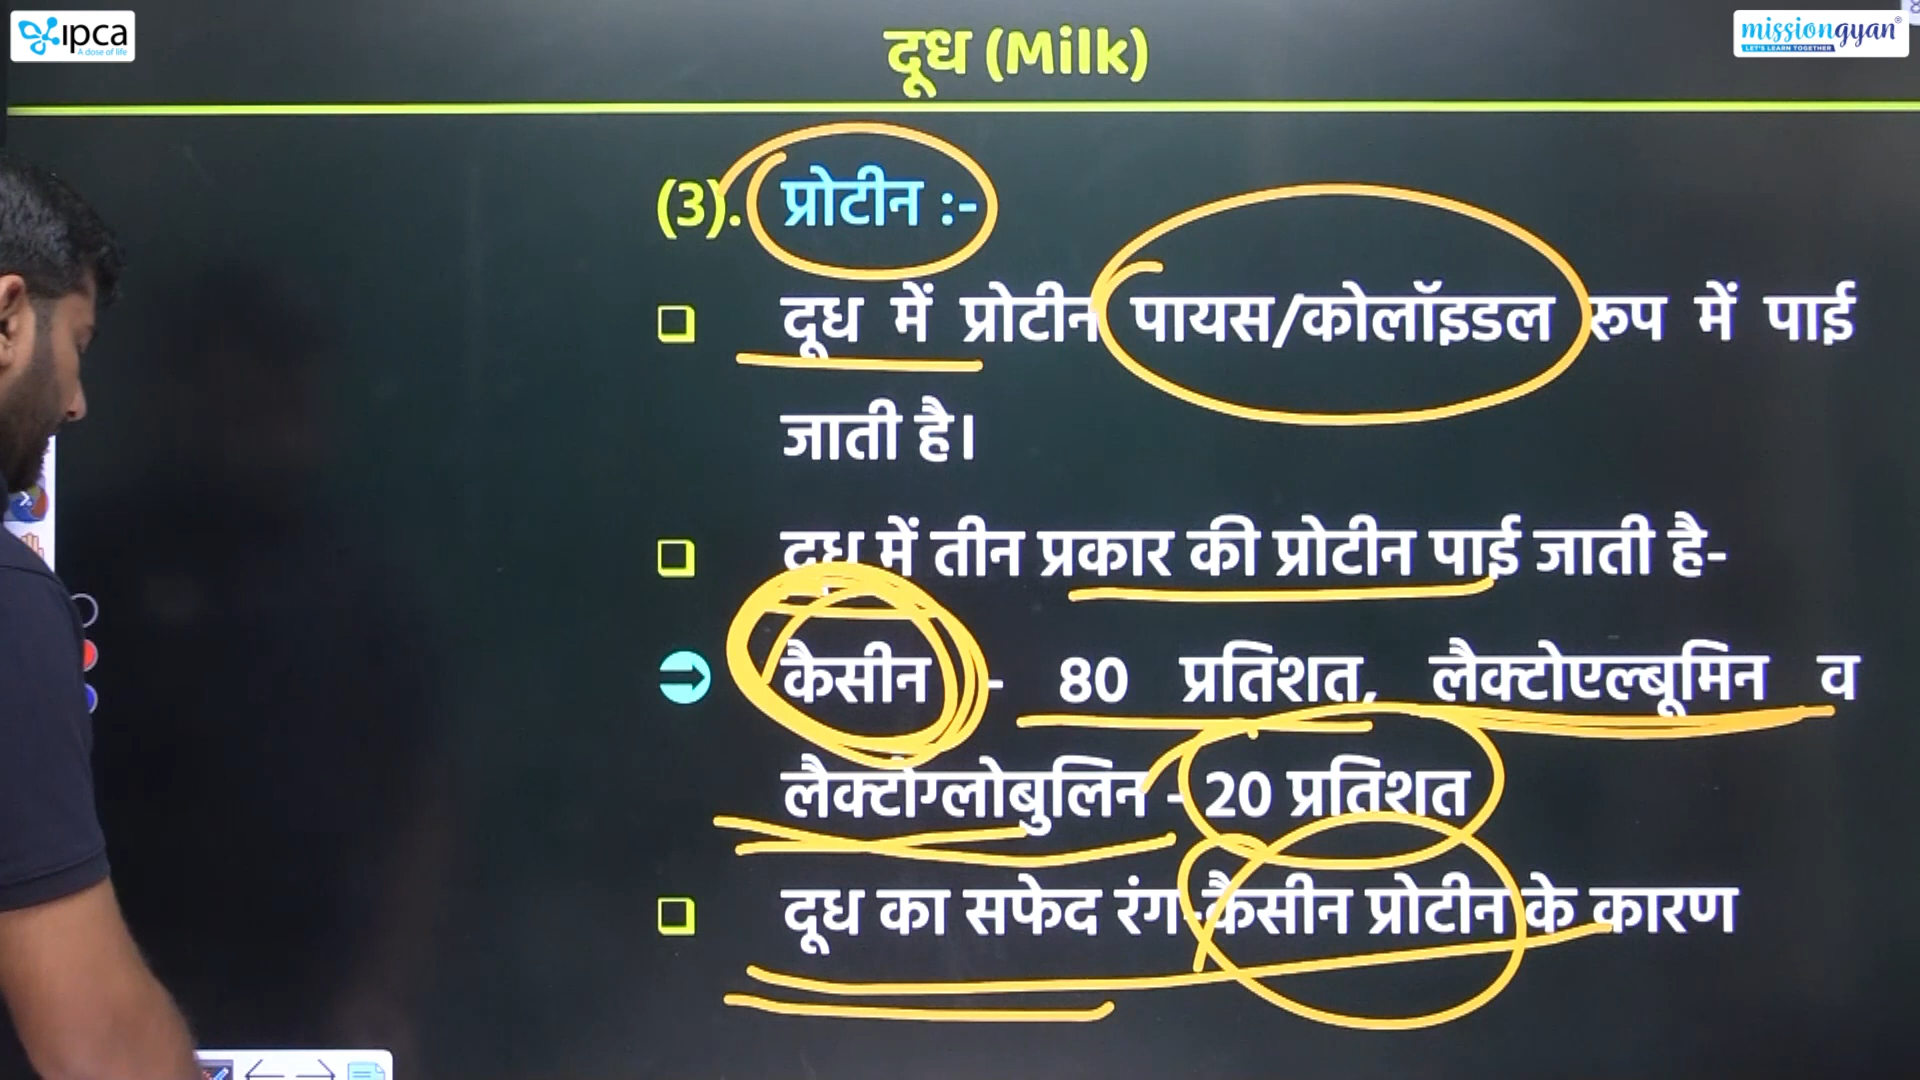 ipca
A dose of life
missiongyan®
LET'S LEARN TOGETHER
दूध (Milk)
(3). प्रोटीन :-
दूध में प्रोटीन पायस/कोलॉइडल रूप में पाई
जाती है।
दूध में तीन प्रकार की प्रोटीन पाई जाती है-
कैसीन - 80 प्रतिशत, लैक्टोएल्बूमिन व
लैक्टोग्लोबुलिन - 20 प्रतिशत
दूध का सफेद रंग-कैसीन प्रोटीन के कारण